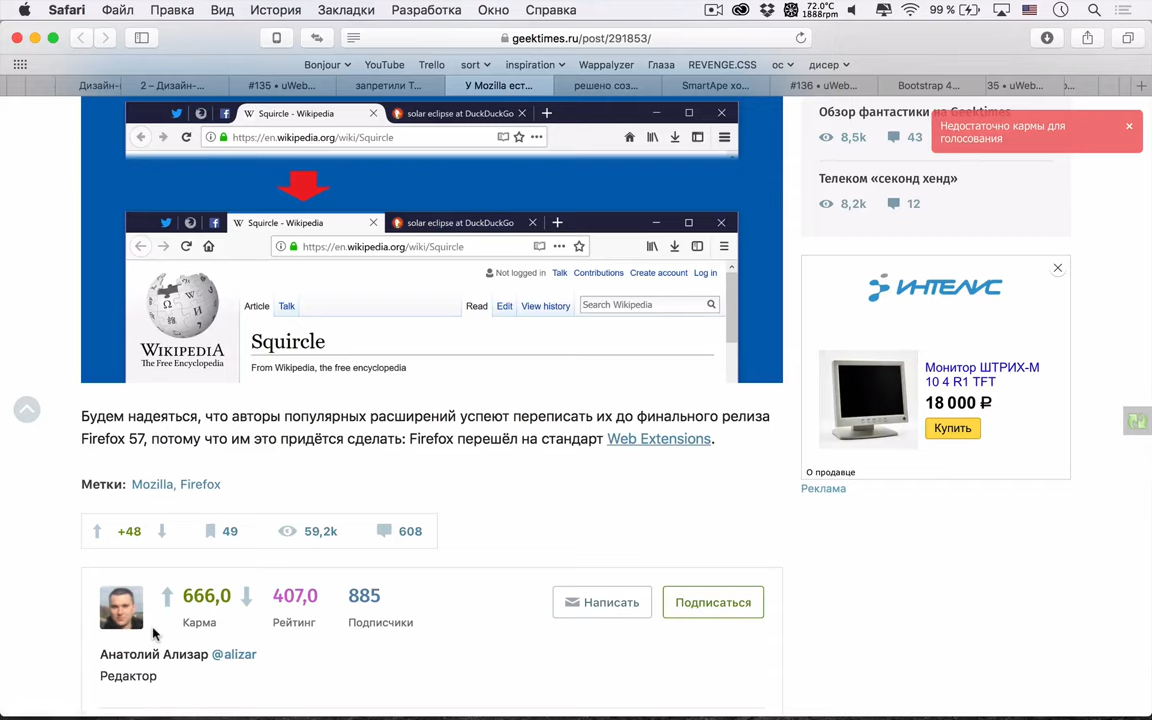 Safari Файл Правка Вид История Закладки Разработка Окно Справка 72.0°C 1888rpm 99 %
geektimes.ru/post/291853/
Bonjour YouTube Trello sort inspiration Wappalyzer Глаза REVENGE.CSS ос дисер
Дизайн-( 2 – Дизайн-... #135 • uWeb... запретили Т... У Mozilla ест... решено соз... SmartApe хо... #136 • uWeb... Bootstrap 4... 35 • uWeb
Squircle - Wikipedia solar eclipse at DuckDuckGo
https://en.wikipedia.org/wiki/Squircle
Squircle - Wikipedia solar eclipse at DuckDuckGo
https://en.wikipedia.org/wiki/Squircle
Not logged in Talk Contributions Create account Log in
Article Talk Read Edit View history Search Wikipedia
WIKIPEDIA
The Free Encyclopedia
Squircle
From Wikipedia, the free encyclopedia
Обзор фантастики на Geektimes
8,5k 43
Недостаточно кармы для
голосования
Телеком «секонд хенд»
8,2k 12
ИНТЕЛИС
Монитор ШТРИХ-М
10 4 R1 TFT
18 000 ₽
Купить
О продавце
Реклама
Будем надеяться, что авторы популярных расширений успеют переписать их до финального релиза
Firefox 57, потому что им это придётся сделать: Firefox перешёл на стандарт Web Extensions.
Метки: Mozilla, Firefox
+48 49 59,2k 608
666,0 407,0 885
Карма Рейтинг Подписчики
Написать Подписаться
Анатолий Ализар @alizar
Редактор